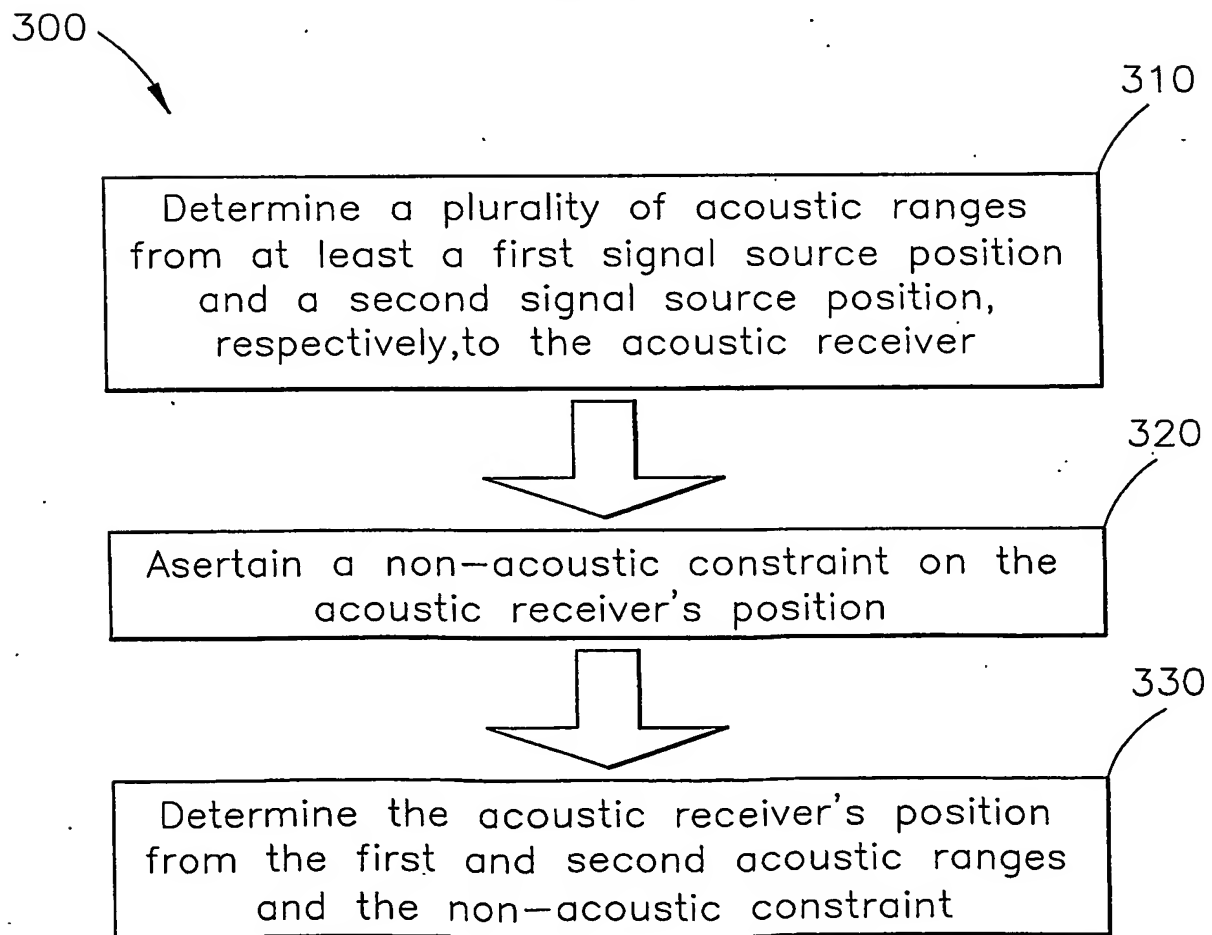 300
310
Determine a plurality of acoustic ranges
from at least a first signal source position
and a second signal source position,
respectively,to the acoustic receiver
320
Asertain a non-acoustic constraint on the
acoustic receiver's position
330
Determine the acoustic receiver's position
from the first and second acoustic ranges
and the non-acoustic constraint